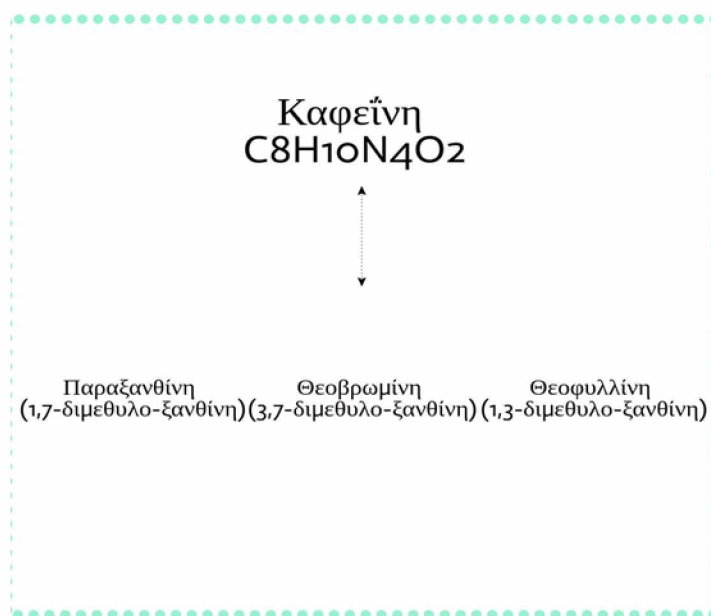 Καφεΐνη
C8H10N4O2
Παραξανθίνη Θεοβρωμίνη Θεοφυλλίνη
(1,7-διμεθυλο-ξανθίνη) (3,7-διμεθυλο-ξανθίνη) (1,3-διμεθυλο-ξανθίνη)